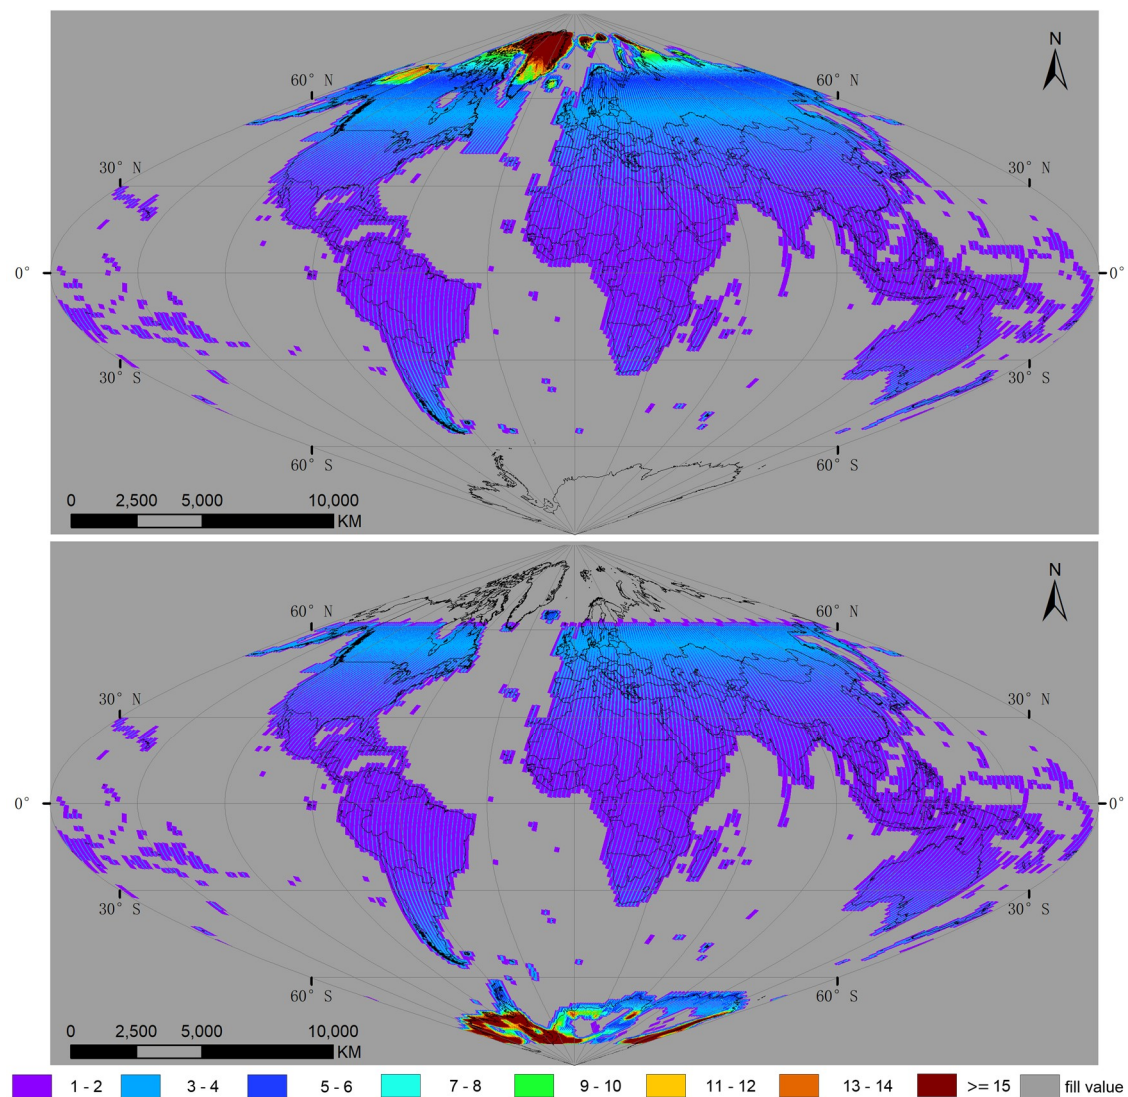 N
60° N 60° N
30° N 30° N
0° 0°
30° S 30° S
60° S 60° S
0 2,500 5,000 10,000
KM
N
60° N 60° N
30° N 30° N
0° 0°
30° S 30° S
60° S 60° S
0 2,500 5,000 10,000
KM
1 - 2 3 - 4 5 - 6 7 - 8 9 - 10 11 - 12 13 - 14 >= 15 fill value